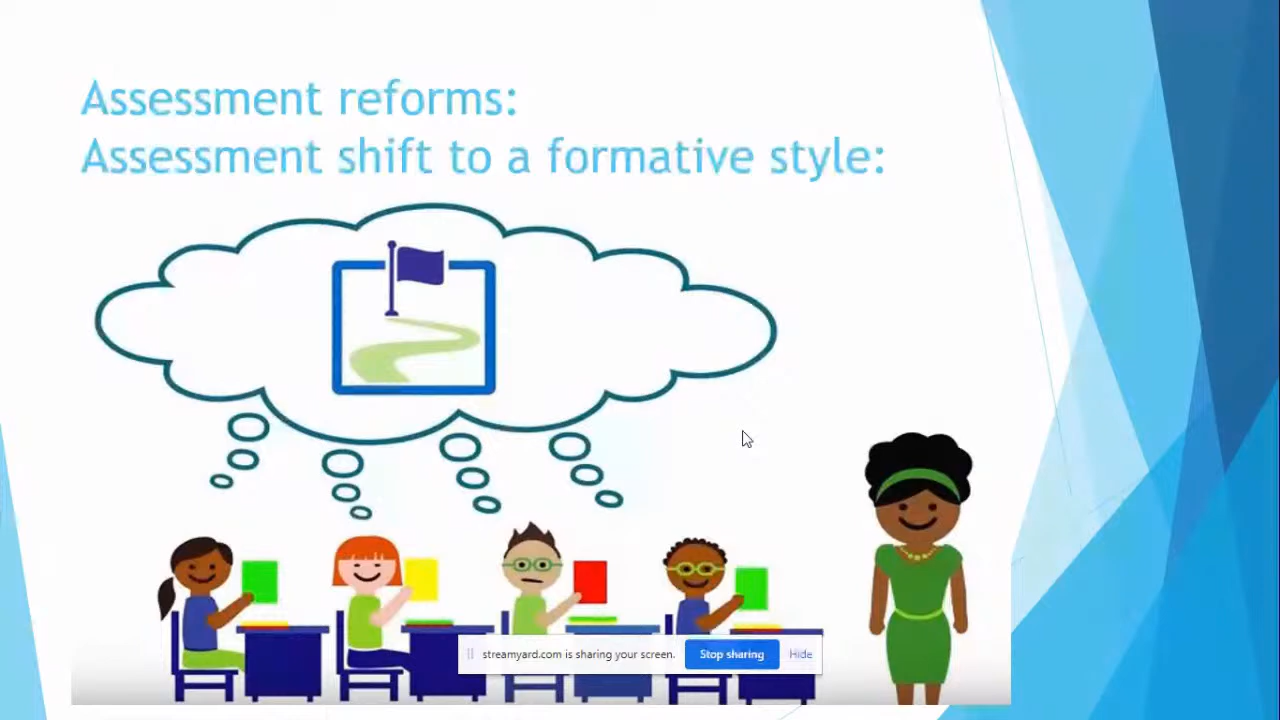 Assessment reforms:
Assessment shift to a formative style:
streamyard.com is sharing your screen. Stop sharing Hide